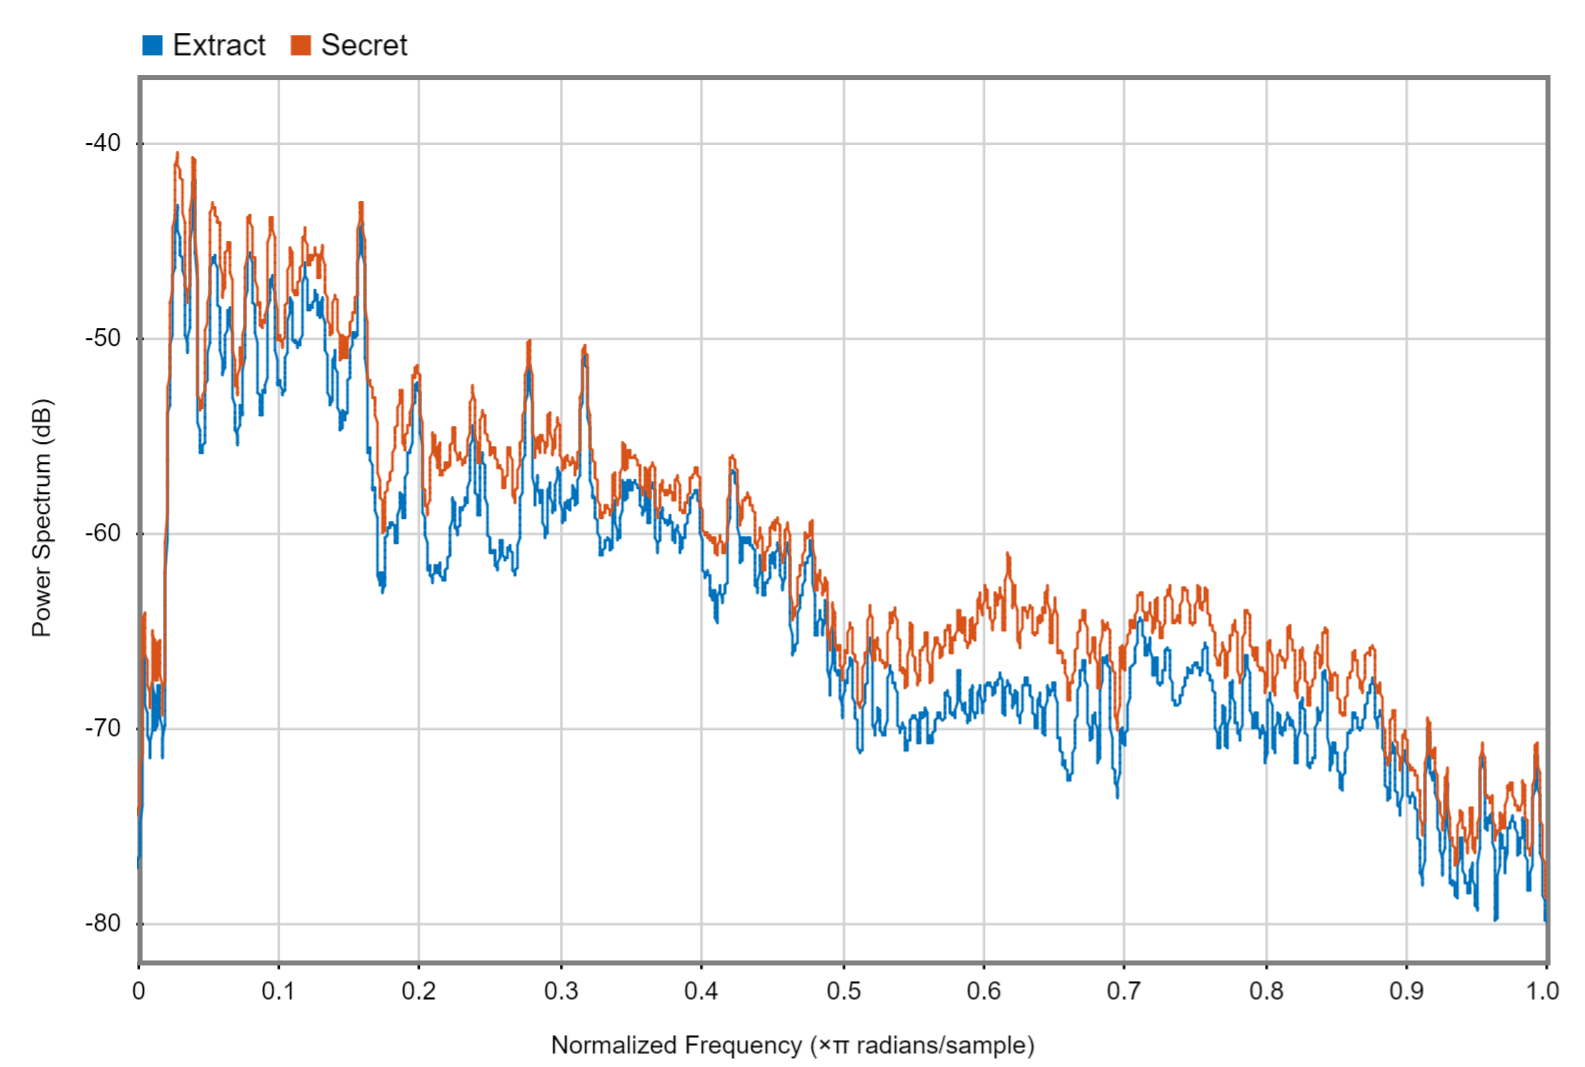 Extract Secret
-40
-50
-60
-70
-80
Power Spectrum (dB)
0 0.1 0.2 0.3 0.4 0.5 0.6 0.7 0.8 0.9 1.0
Normalized Frequency (×π radians/sample)